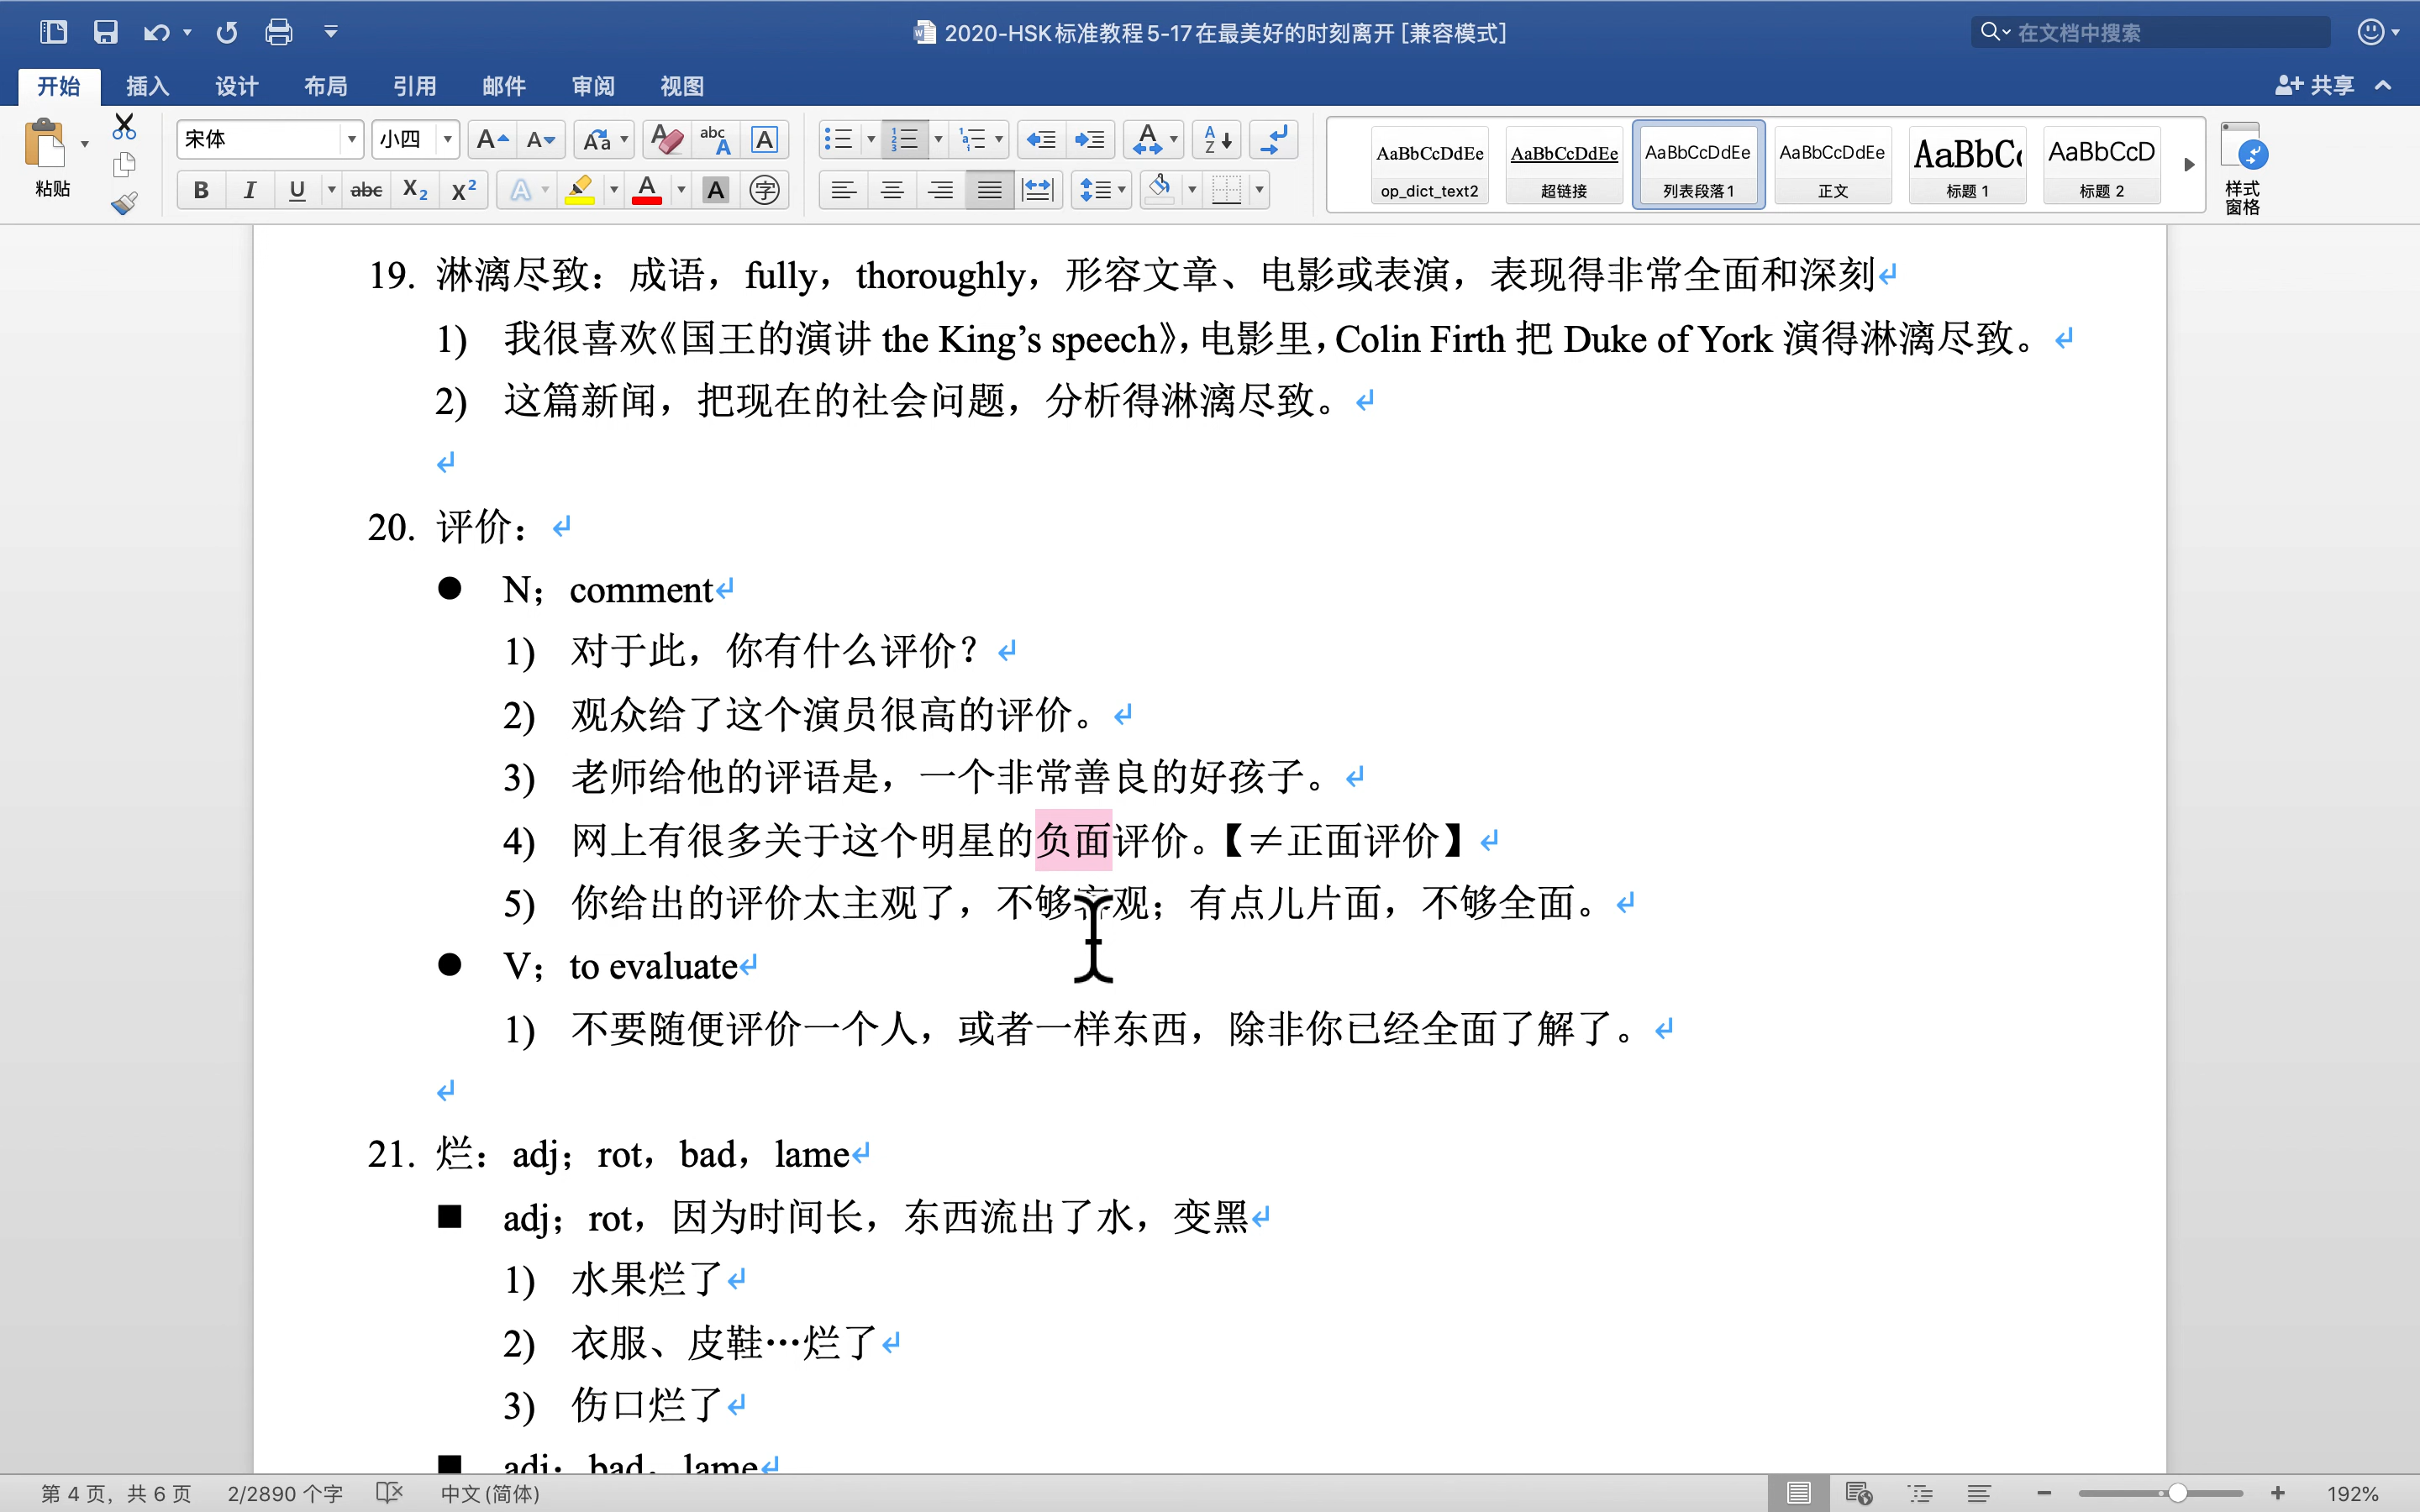 2020-HSK标准教程5-17在最美好的时刻离开 [兼容模式]
在文档中搜索
开始 插入 设计 布局 引用 邮件 审阅 视图
共享
粘贴
宋体 小四
AaBbCcDdEe AaBbCcDdEe AaBbCcDdEe AaBbCcDdEe AaBbCc AaBbCcD
op_dict_text2 超链接 列表段落1 正文 标题 1 标题 2
样式
窗格
19. 淋漓尽致：成语，fully，thoroughly，形容文章、电影或表演，表现得非常全面和深刻
1) 我很喜欢《国王的演讲 the King's speech》，电影里，Colin Firth 把 Duke of York 演得淋漓尽致。
2) 这篇新闻，把现在的社会问题，分析得淋漓尽致。
20. 评价：
● N；comment
1) 对于此，你有什么评价？
2) 观众给了这个演员很高的评价。
3) 老师给他的评语是，一个非常善良的好孩子。
4) 网上有很多关于这个明星的负面评价。【≠正面评价】
5) 你给出的评价太主观了，不够客观；有点儿片面，不够全面。
● V；to evaluate
1) 不要随便评价一个人，或者一样东西，除非你已经全面了解了。
21. 烂：adj；rot，bad，lame
■ adj；rot，因为时间长，东西流出了水，变黑
1) 水果烂了
2) 衣服、皮鞋…烂了
3) 伤口烂了
■ adj；bad，lame
第 4 页，共 6 页 2/2890 个字 中文 (简体) 192%